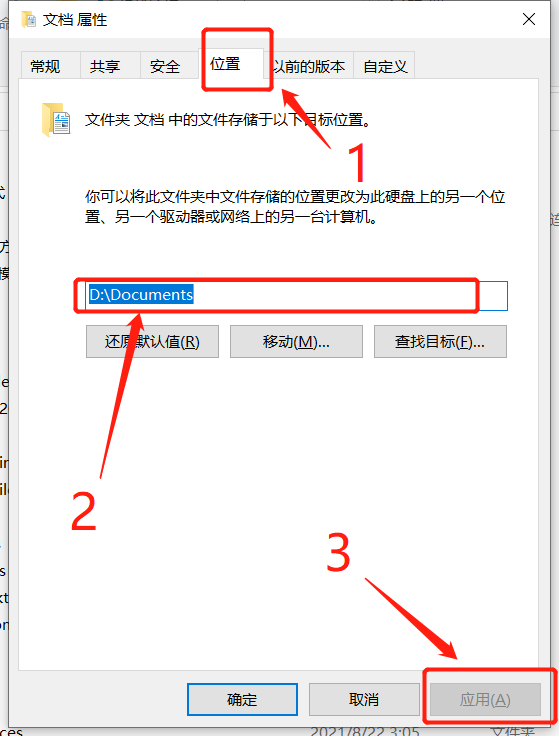 文档 属性
常规
共享
安全
位置
以前的版本
自定义
1
文件夹 文档 中的文件存储于以下目标位置。
你可以将此文件夹中文件存储的位置更改为此硬盘上的另一个位
置、另一个驱动器或网络上的另一台计算机。
D:\Documents
还原默认值(R)
移动(M)...
查找目标(F)...
2
3
确定
取消
应用(A)
2021/8/22 3:05
文件夹